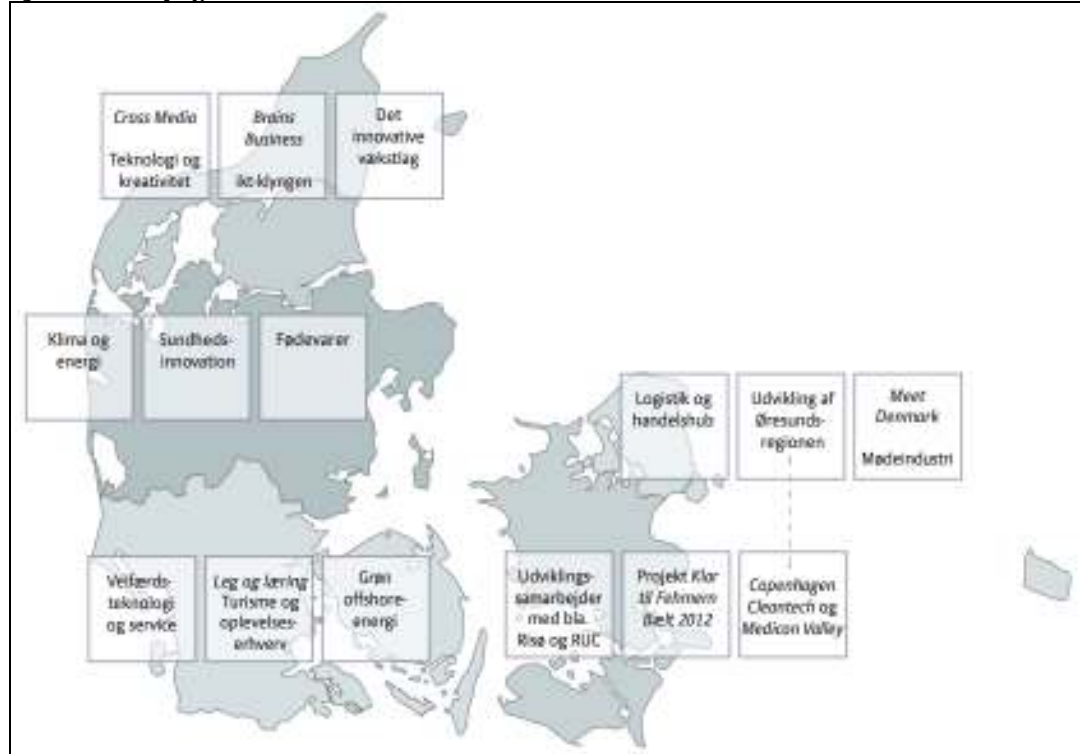 Cross Media
Teknologi og
kreativitet
Brains
Business
ikt-klyngen
Det
innovative
vækstlag
Klima og
energi
Sundheds-
innovation
Fødevarer
Logistik og
handelshub
Udvikling af
Øresunds-
regionen
Meet
Denmark
Mødeindustri
Velfærds-
teknologi
og service
Leg og læring
Turisme og
oplevelses-
erhverv
Grøn
offshore-
energi
Udviklings-
samarbejder
med bla.
Risø og RUC
Projekt Klar
til Fehmern
Bælt 2012
Copenhagen
Cleantech og
Medicon Valley